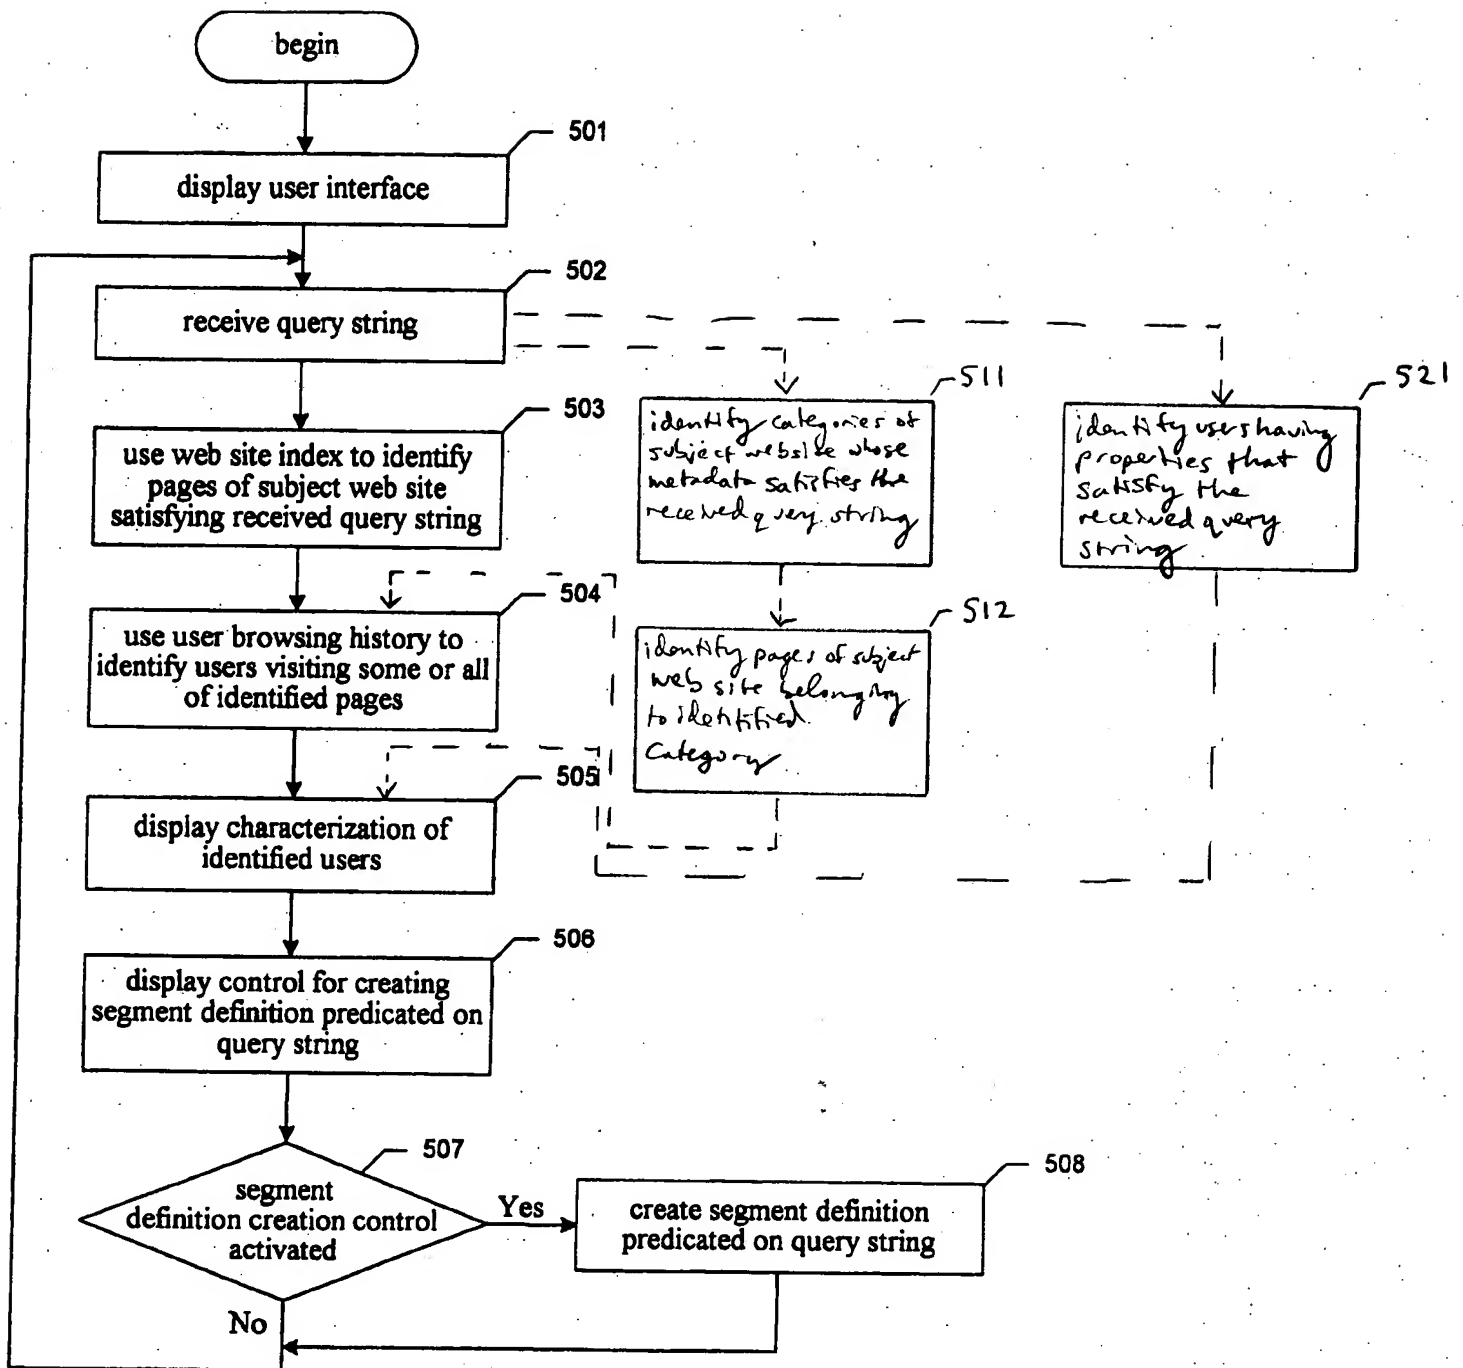 begin
501
display user interface
502
receive query string
503
use web site index to identify
pages of subject web site
satisfying received query string
511
identify categories of
subject website whose
metadata satisfies the
received query string
521
identify users having
properties that
satisfy the
received query
string
504
use user browsing history to
identify users visiting some or all
of identified pages
512
identify pages of subject
web site belonging
to identified
category
505
display characterization of
identified users
506
display control for creating
segment definition predicated on
query string
507
segment
definition creation control
activated
Yes
508
create segment definition
predicated on query string
No